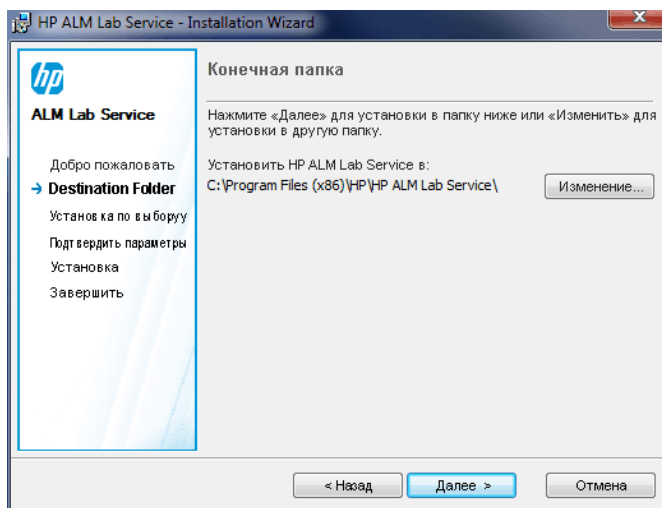 HP ALM Lab Service - Installation Wizard
hp
ALM Lab Service
Добро пожаловать
Destination Folder
Установка по выборуу
Подтвердить параметры
Установка
Завершить
Конечная папка
Нажмите «Далее» для установки в папку ниже или «Изменить» для
установки в другую папку.
Установить HP ALM Lab Service в:
C:\Program Files (x86)\HP\HP ALM Lab Service\
Изменение...
< Назад
Далее >
Отмена